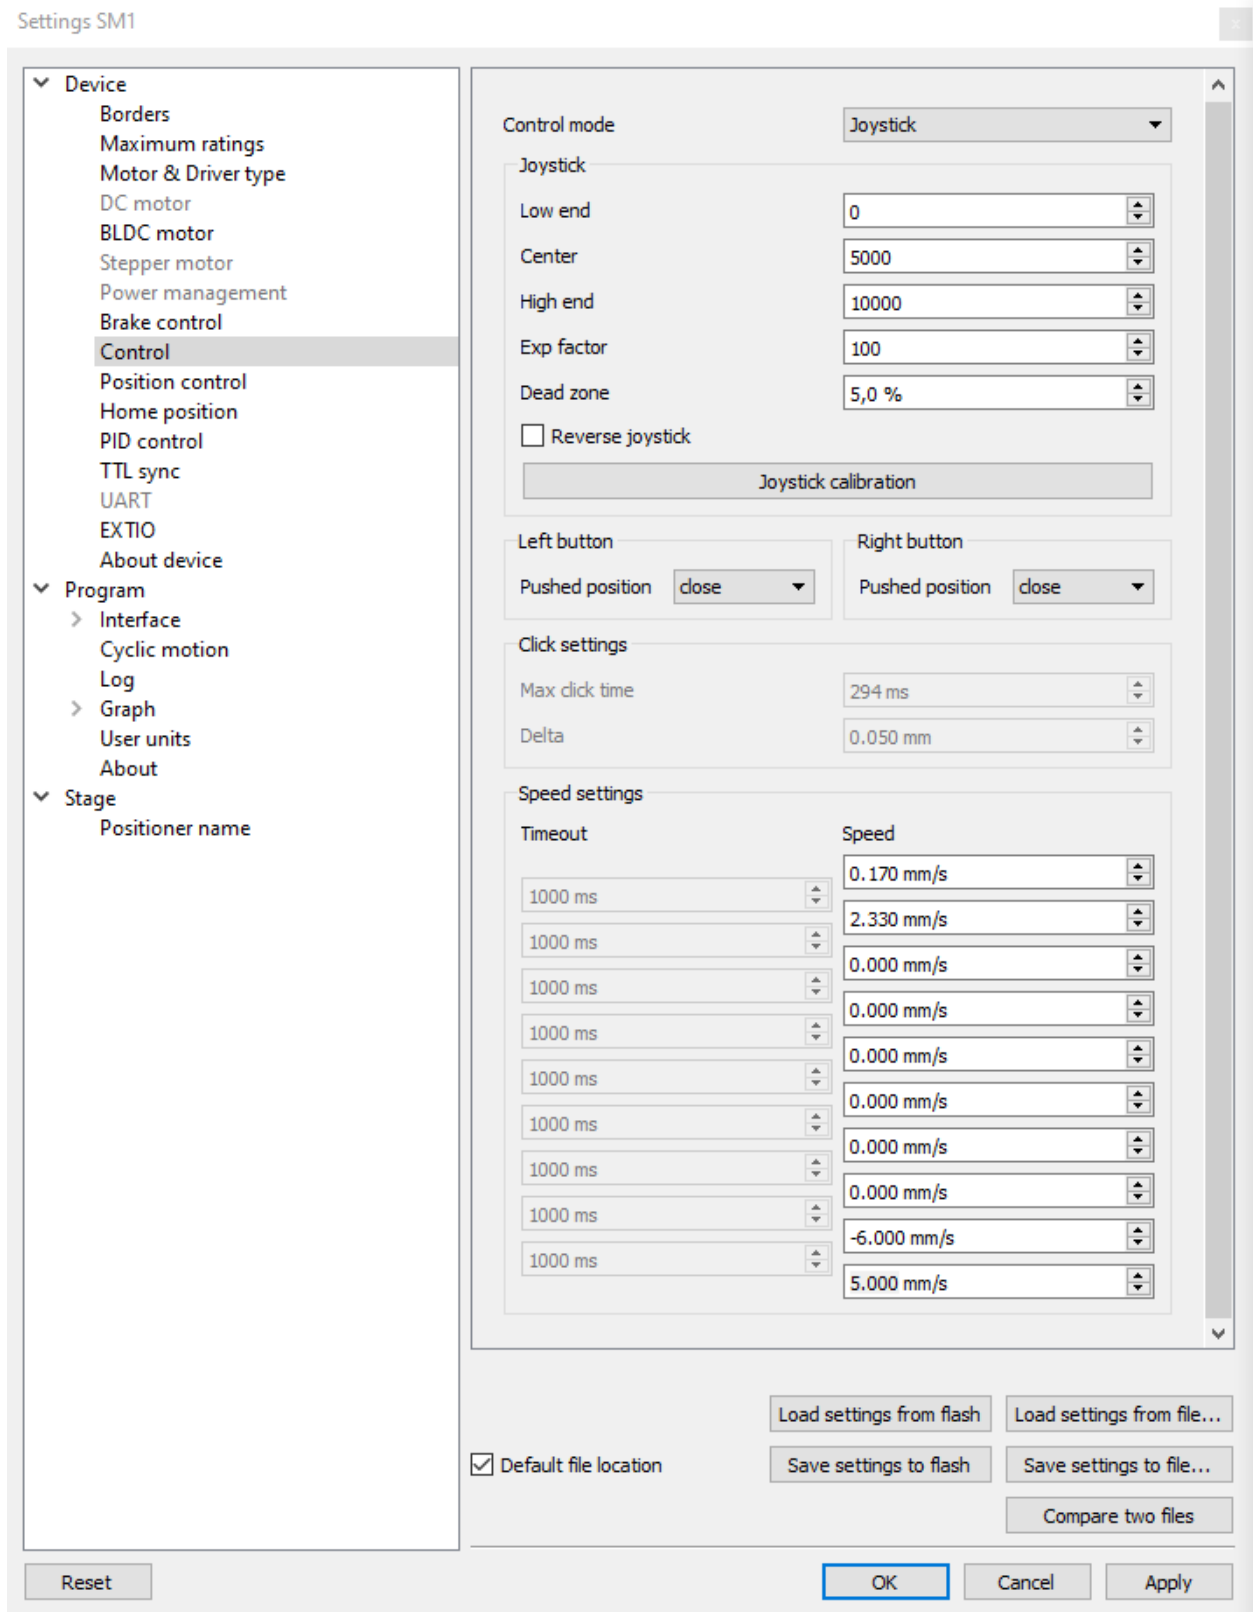 Settings SM1
x
Device
Borders
Maximum ratings
Motor & Driver type
DC motor
BLDC motor
Stepper motor
Power management
Brake control
Control
Position control
Home position
PID control
TTL sync
UART
EXTIO
About device
Program
Interface
Cyclic motion
Log
Graph
User units
About
Stage
Positioner name
Control mode Joystick
Joystick
Low end 0
Center 5000
High end 10000
Exp factor 100
Dead zone 5,0 %
Reverse joystick
Joystick calibration
Left button
Pushed position close
Right button
Pushed position close
Click settings
Max click time 294 ms
Delta 0.050 mm
Speed settings
Timeout Speed
0.170 mm/s
1000 ms
2.330 mm/s
1000 ms
0.000 mm/s
1000 ms
0.000 mm/s
1000 ms
0.000 mm/s
1000 ms
0.000 mm/s
1000 ms
0.000 mm/s
1000 ms
0.000 mm/s
1000 ms
-6.000 mm/s
1000 ms
5.000 mm/s
Load settings from flash Load settings from file...
Default file location Save settings to flash Save settings to file...
Compare two files
Reset OK Cancel Apply